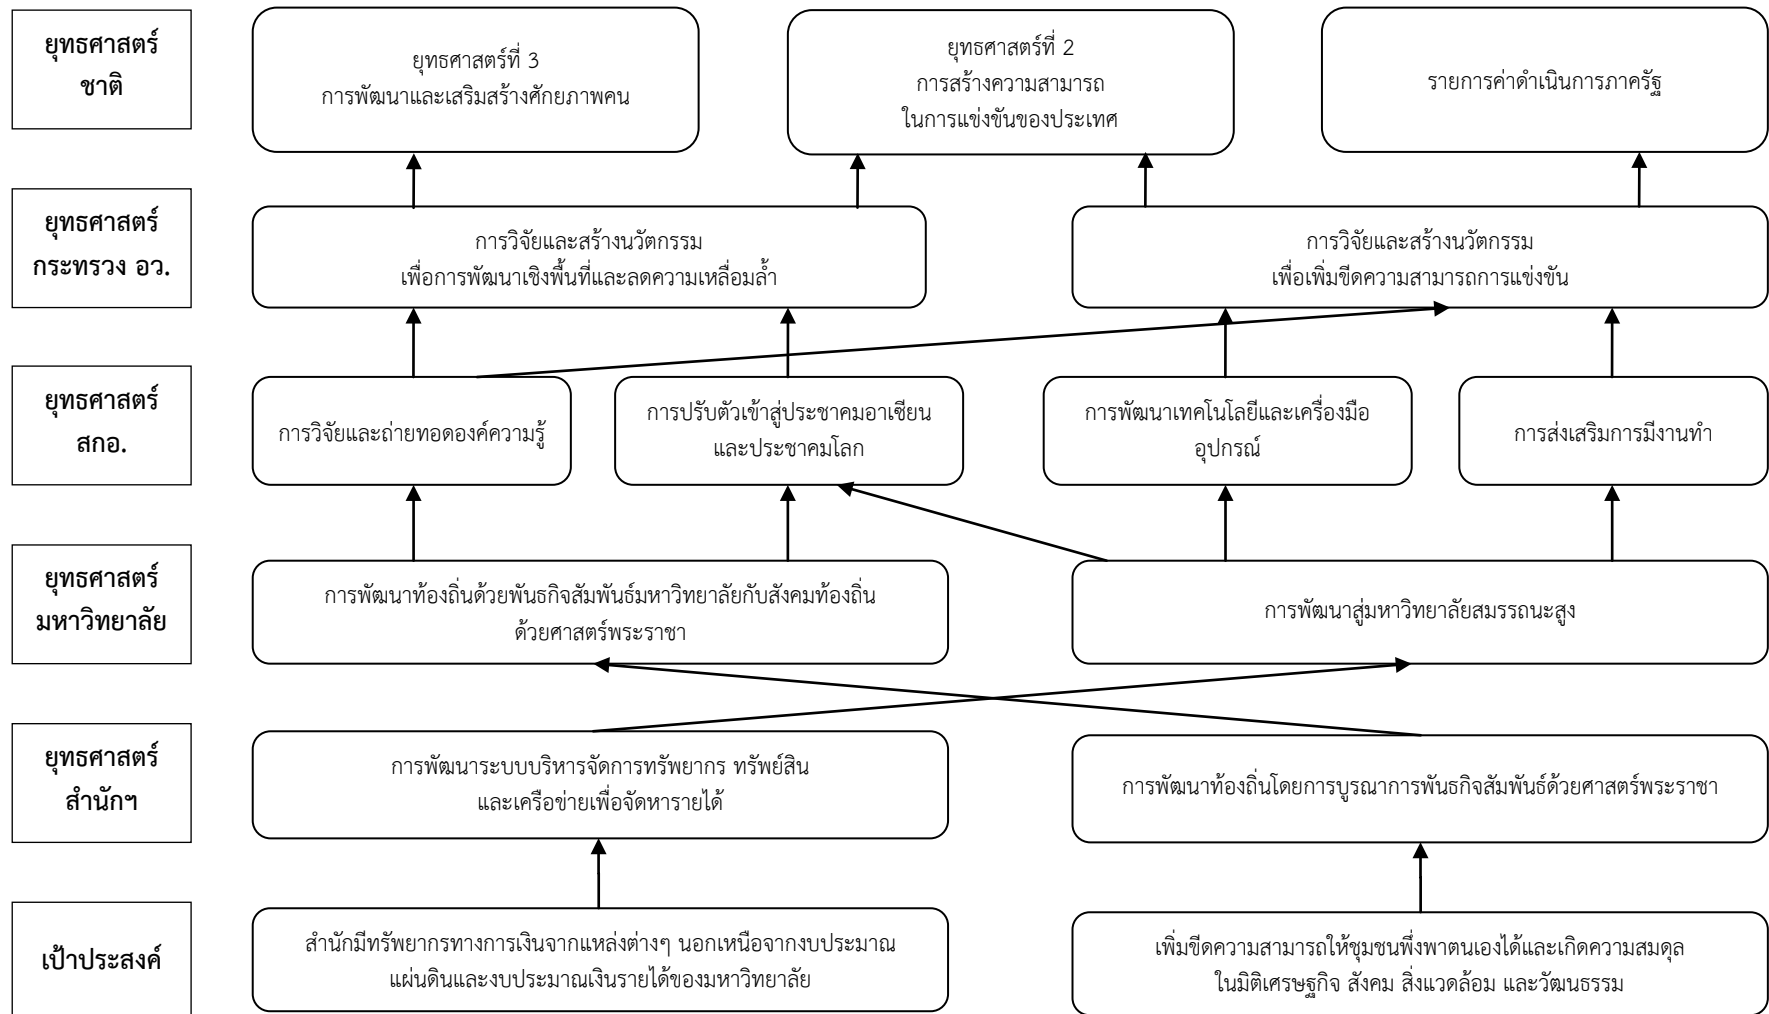 ยุทธศาสตร์
ชาติ
ยุทธศาสตร์ที่ 3
การพัฒนาและเสริมสร้างศักยภาพคน
ยุทธศาสตร์ที่ 2
การสร้างความสามารถ
ในการแข่งขันของประเทศ
รายการค่าดำเนินการภาครัฐ
ยุทธศาสตร์
กระทรวง อว.
การวิจัยและสร้างนวัตกรรม
เพื่อการพัฒนาเชิงพื้นที่และลดความเหลื่อมล้ำ
การวิจัยและสร้างนวัตกรรม
เพื่อเพิ่มขีดความสามารถการแข่งขัน
ยุทธศาสตร์
สกอ.
การวิจัยและถ่ายทอดองค์ความรู้
การปรับตัวเข้าสู่ประชาคมอาเซียน
และประชาคมโลก
การพัฒนาเทคโนโลยีและเครื่องมือ
อุปกรณ์
การส่งเสริมการมีงานทำ
ยุทธศาสตร์
มหาวิทยาลัย
การพัฒนาท้องถิ่นด้วยพันธกิจสัมพันธ์มหาวิทยาลัยกับสังคมท้องถิ่น
ด้วยศาสตร์พระราชา
การพัฒนาสู่มหาวิทยาลัยสมรรถนะสูง
ยุทธศาสตร์
สำนักฯ
การพัฒนาระบบบริหารจัดการทรัพยากร ทรัพย์สิน
และเครือข่ายเพื่อจัดหารายได้
การพัฒนาท้องถิ่นโดยการบูรณาการพันธกิจสัมพันธ์ด้วยศาสตร์พระราชา
เป้าประสงค์
สำนักมีทรัพยากรทางการเงินจากแหล่งต่างๆ นอกเหนือจากงบประมาณ
แผ่นดินและงบประมาณเงินรายได้ของมหาวิทยาลัย
เพิ่มขีดความสามารถให้ชุมชนพึ่งพาตนเองได้และเกิดความสมดุล
ในมิติเศรษฐกิจ สังคม สิ่งแวดล้อม และวัฒนธรรม